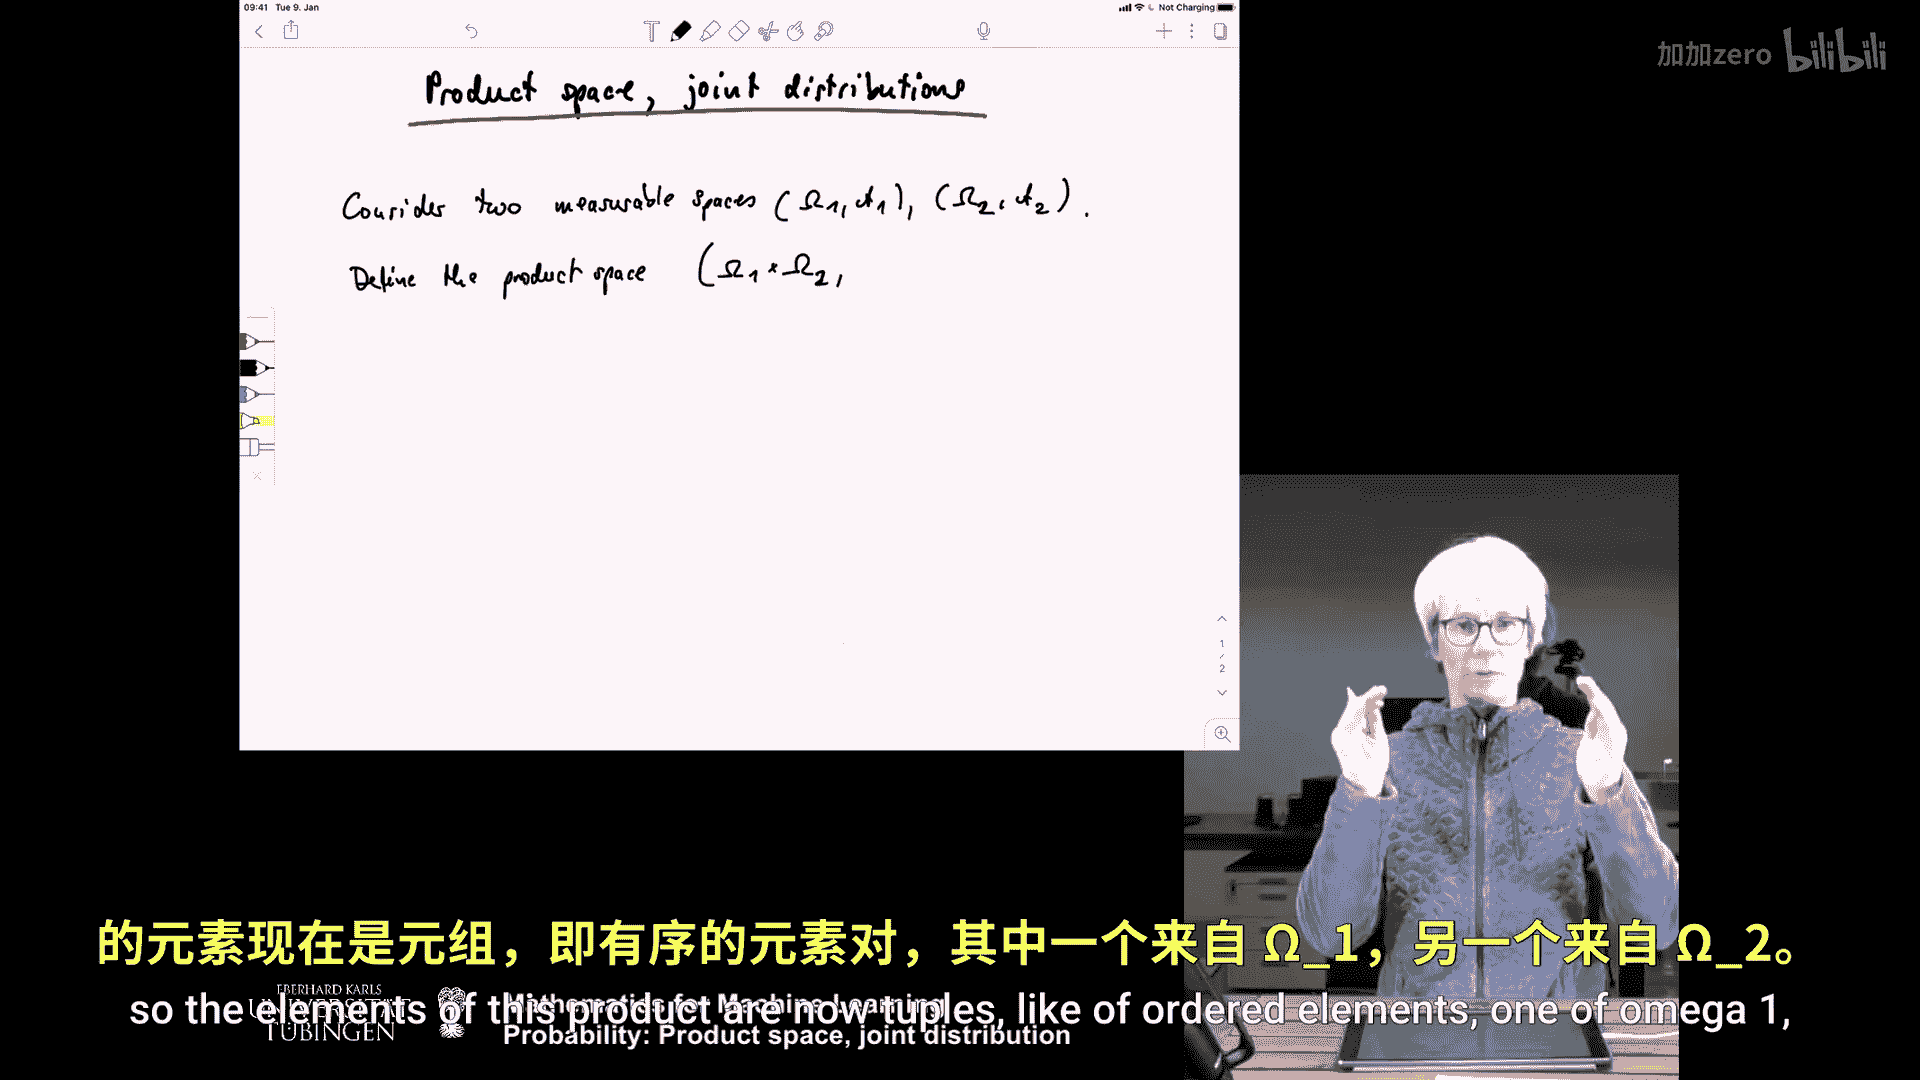 09:41 Tue 9. Jan
Not Charging
加加zero bilibili
Product space, joint distributions
Consider two measurable spaces (Ω₁, 𝒜₁), (Ω₂, 𝒜₂).
Define the product space (Ω₁ × Ω₂,
1
/
2
的元素现在是元组，即有序的元素对，其中一个来自 Ω_1，另一个来自 Ω_2。
so the elements of this product are now tuples, like of ordered elements, one of omega 1,
EBERHARD KARLS
UNIVERSITÄT
TÜBINGEN
Mathematics for Machine Learning
Probability: Product space, joint distribution